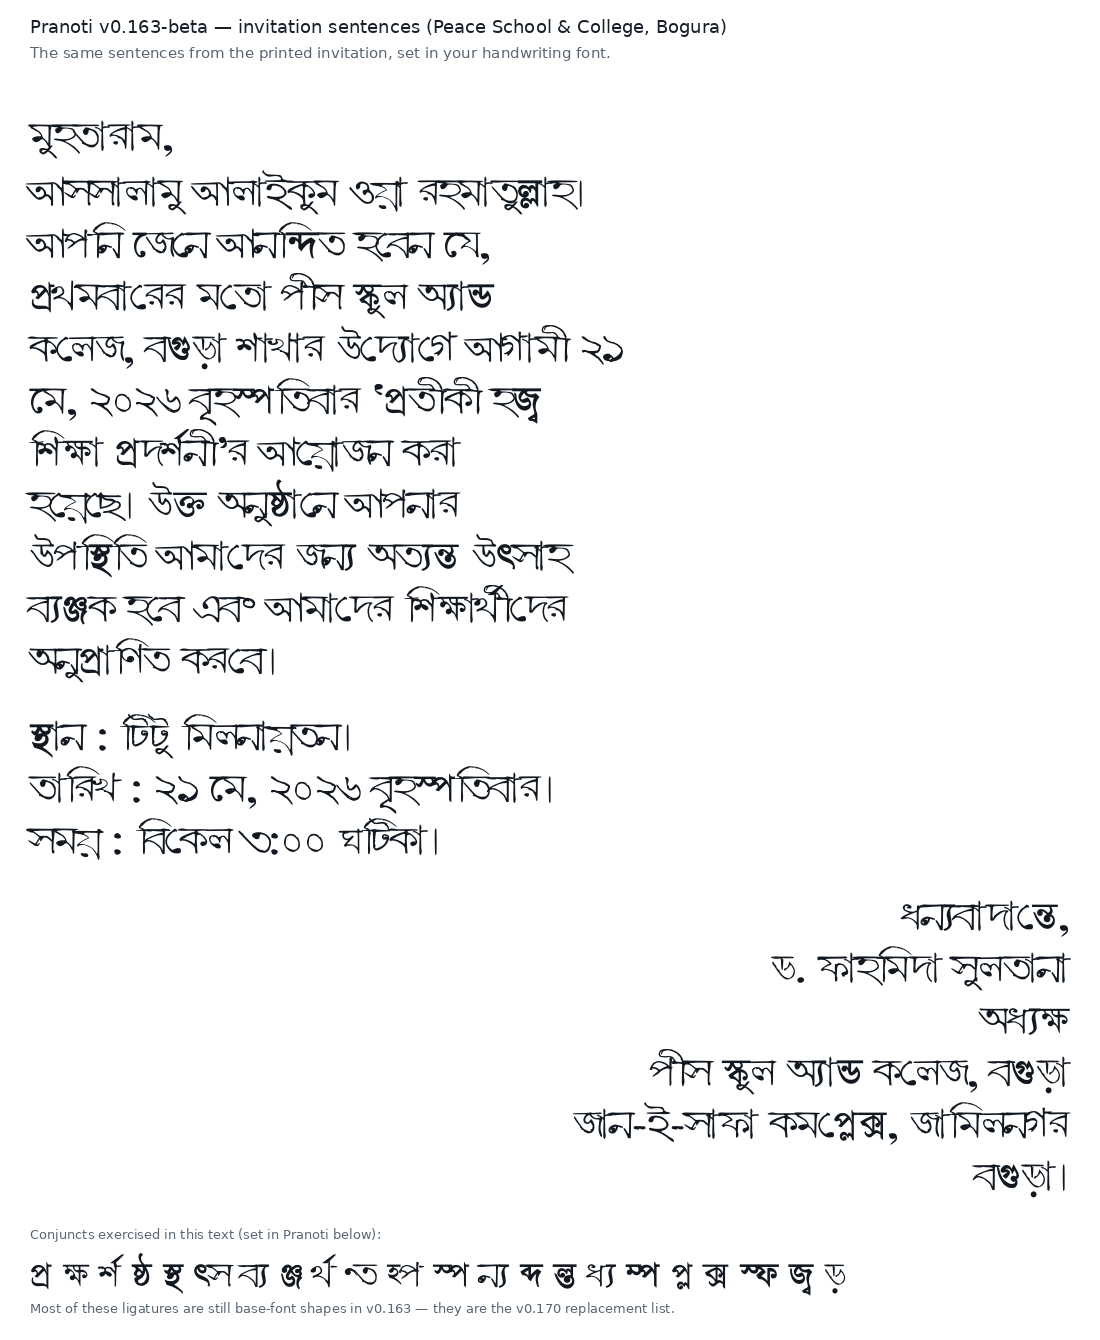 Pranoti v0.163-beta — invitation sentences (Peace School & College, Bogura)
The same sentences from the printed invitation, set in your handwriting font.
মুহতারাম,
আসসালামু আলাইকুম ওয়া রহমাতুল্লাহ।
আপনি জেনে আনন্দিত হবেন যে,
প্রথমবারের মতো পীস স্কুল অ্যান্ড
কলেজ, বগুড়া শাখার উদ্যোগে আগামী ২১
মে, ২০২৬ বৃহস্পতিবার ‘প্রতীকী হজ্ব
শিক্ষা প্রদর্শনী’র আয়োজন করা
হয়েছে। উক্ত অনুষ্ঠানে আপনার
উপস্থিতি আমাদের জন্য অত্যন্ত উৎসাহ
ব্যঞ্জক হবে এবং আমাদের শিক্ষার্থীদের
অনুপ্রাণিত করবে।
স্থান : টিটু মিলনায়তন।
তারিখ : ২১ মে, ২০২৬ বৃহস্পতিবার।
সময় : বিকেল ৩:০০ ঘটিকা।
ধন্যবাদান্তে,
ড. ফাহমিদা সুলতানা
অধ্যক্ষ
পীস স্কুল অ্যান্ড কলেজ, বগুড়া
জান-ই-সাফা কমপ্লেক্স, জামিলনগর
বগুড়া।
Conjuncts exercised in this text (set in Pranoti below):
প্র ক্ষ র্শ ষ্ঠ স্থ ৎস ব্য ঞ্জ র্থ ন্ত হ্প স্প ন্য ব্দ ন্ত ধ্য ম্প প্ল ক্স স্ফ জ্ব ড়
Most of these ligatures are still base-font shapes in v0.163 — they are the v0.170 replacement list.